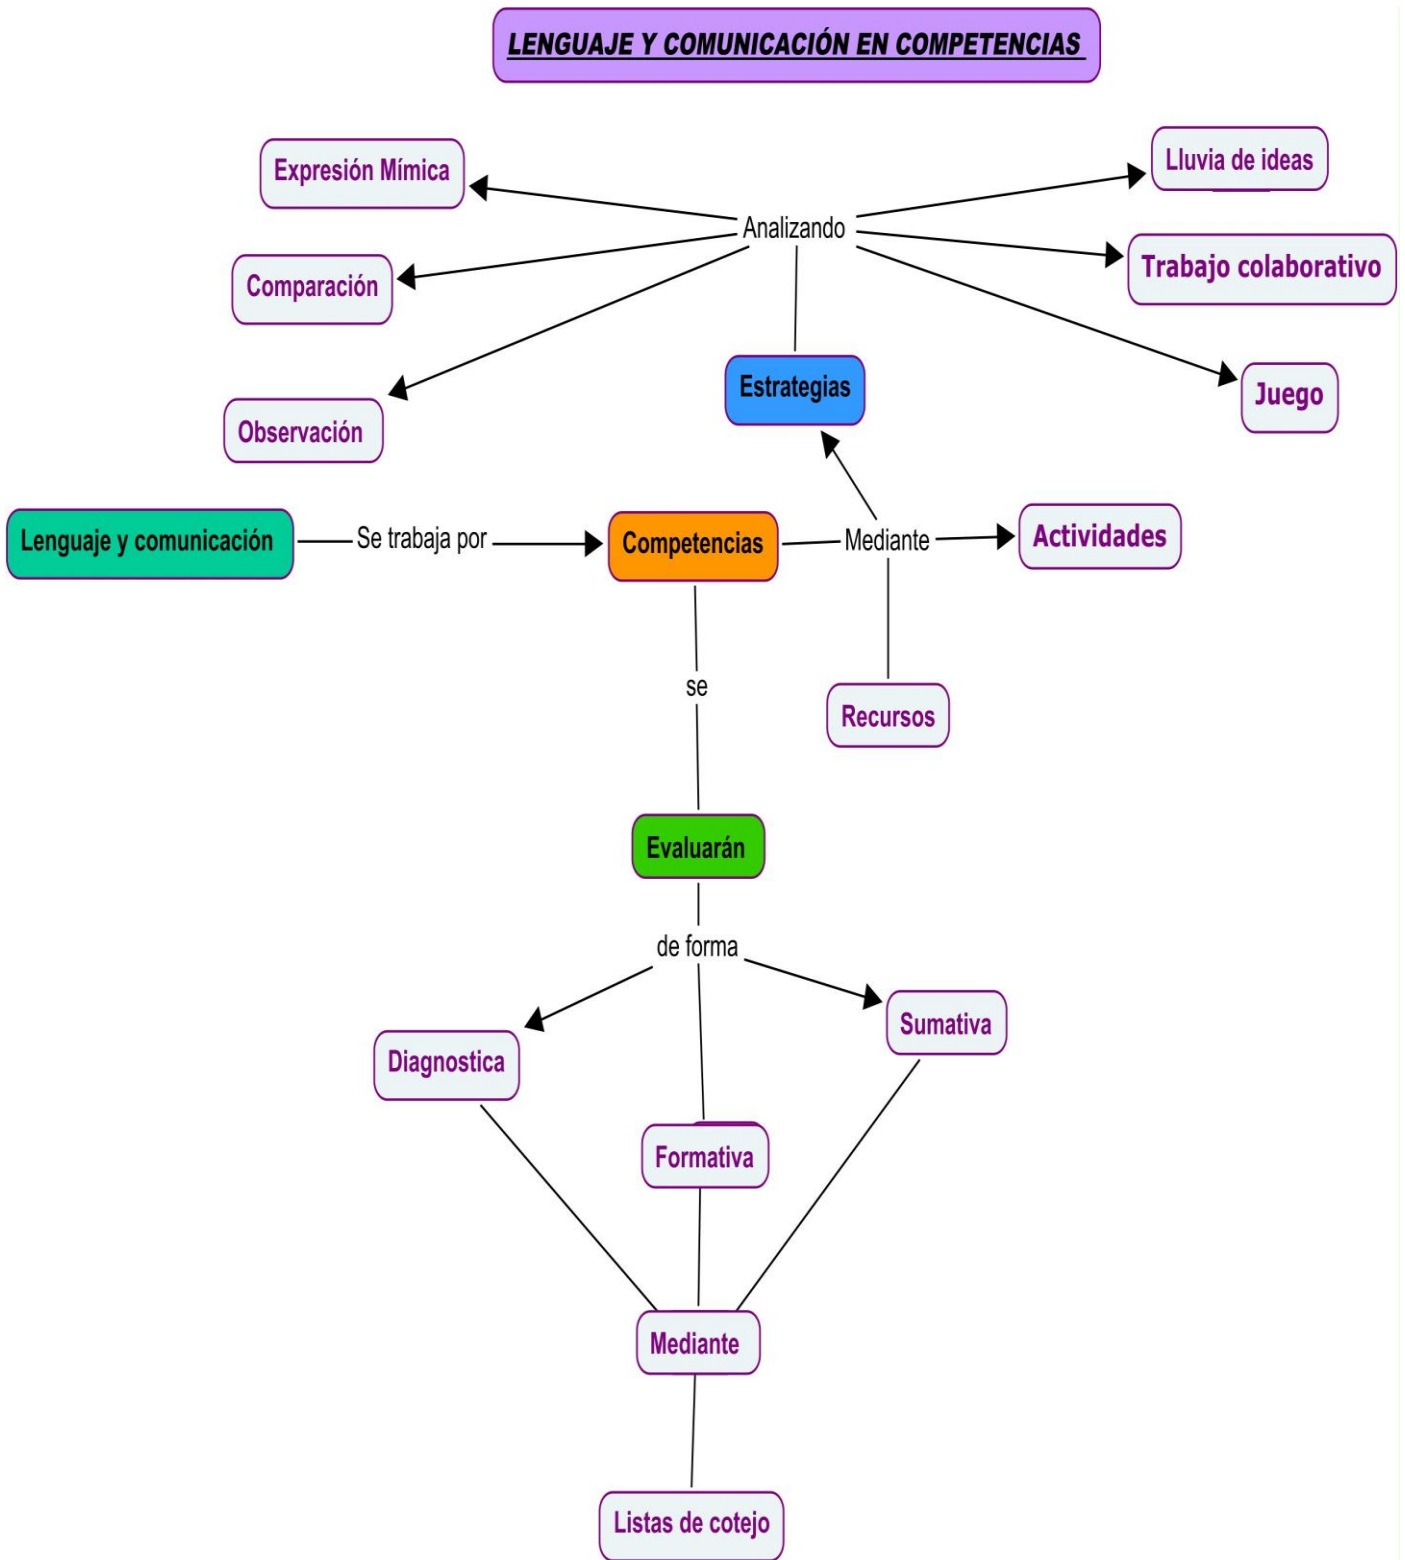 LENGUAJE Y COMUNICACIÓN EN COMPETENCIAS
Expresión Mímica
Lluvia de ideas
Analizando
Comparación
Trabajo colaborativo
Observación
Estrategias
Juego
Lenguaje y comunicación
Se trabaja por
Competencias
Mediante
Actividades
se
Recursos
Evaluarán
de forma
Diagnostica
Sumativa
Formativa
Mediante
Listas de cotejo